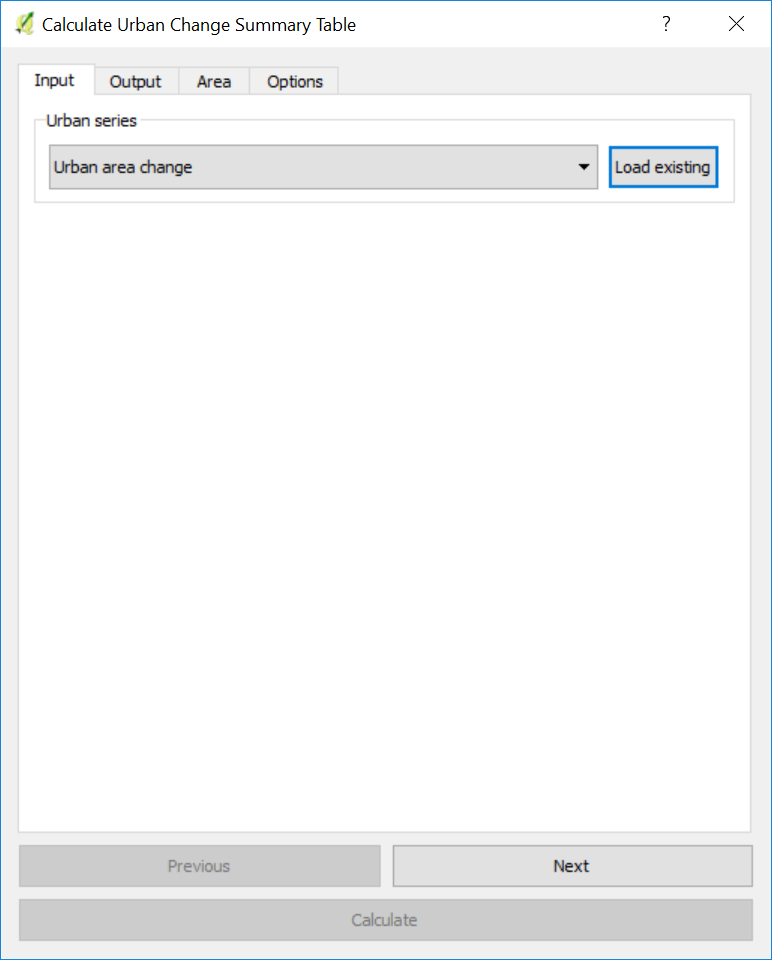 Calculate Urban Change Summary Table
Input Output Area Options
Urban series
Urban area change Load existing
Previous Next
Calculate